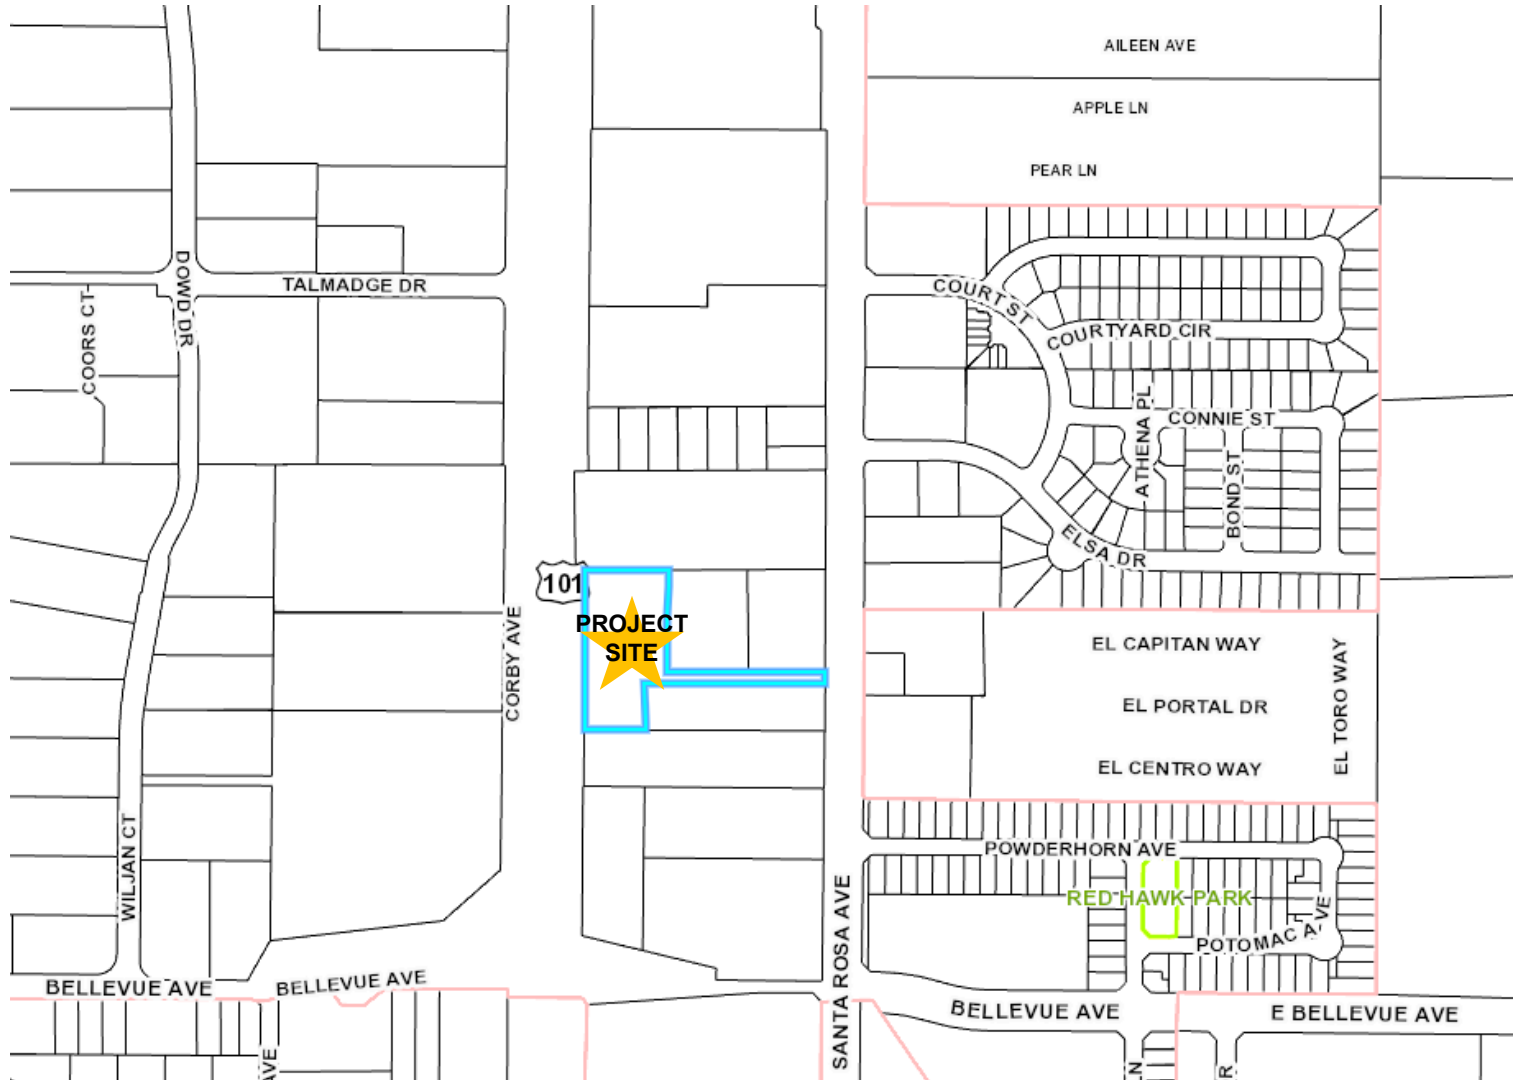 AILEEN AVE
APPLE LN
PEAR LN
DOWD DR
TALMADGE DR
COORS CT
COURT ST
COURTYARD CIR
ATHENA PL
CONNIE ST
BOND ST
ELSA DR
101
PROJECT
SITE
CORBY AVE
EL CAPITAN WAY
EL PORTAL DR
EL TORO WAY
EL CENTRO WAY
WILJAN CT
POWDERHORN AVE
RED HAWK PARK
POTOMAC AVE
SANTA ROSA AVE
BELLEVUE AVE
BELLEVUE AVE
BELLEVUE AVE
E BELLEVUE AVE
AVE
LN
R